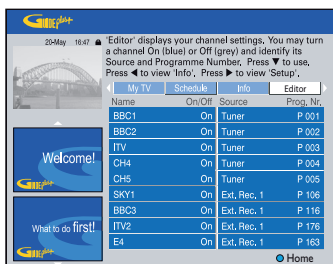 GUIDE Plus+
20-May 16:47
'Editor' displays your channel settings. You may turn
a channel On (blue) or Off (grey) and identify its
Source and Programme Number, Press ▼ to use,
Press ◄ to view 'Info', Press ► to view 'Setup',
My TV Schedule Info Editor
Name On/Off Source Prog, Nr,
BBC1 On Tuner P 001
BBC2 On Tuner P 002
ITV On Tuner P 003
CH4 On Tuner P 004
CH5 On Tuner P 005
SKY1 On Ext. Rec. 1 P 106
BBC3 On Ext. Rec. 1 P 116
ITV2 On Ext. Rec. 1 P 176
E4 On Ext. Rec. 1 P 163
Welcome!
GUIDE Plus+
What to do first!
GUIDE Plus+
Home